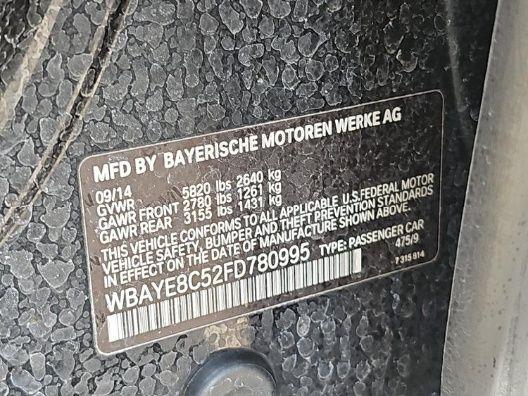 MFD BY BAYERISCHE MOTOREN WERKE AG
09/14
GVWR 5820 lbs 2640 kg
GAWR FRONT 2780 lbs 1261 kg
GAWR REAR 3155 lbs 1431 kg
THIS VEHICLE CONFORMS TO ALL APPLICABLE U.S.FEDERAL MOTOR
VEHICLE SAFETY, BUMPER AND THEFT PREVENTION STANDARDS
IN EFFECT ON THE DATE OF MANUFACTURE SHOWN ABOVE.
WBAYE8C52FD780995 TYPE: PASSENGER CAR
475/9
7 315 814